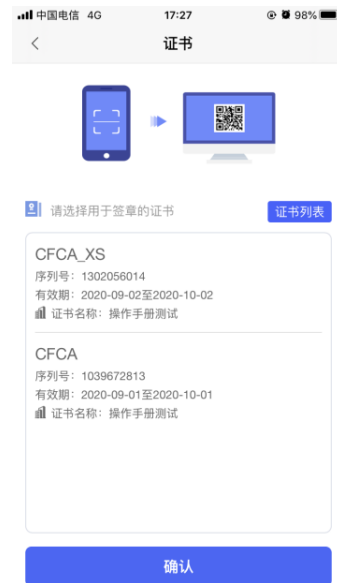 中国电信 4G 17:27 98%
证书
请选择用于签章的证书 证书列表
CFCA_XS
序列号：1302056014
有效期：2020-09-02至2020-10-02
证书名称：操作手册测试
CFCA
序列号：1039672813
有效期：2020-09-01至2020-10-01
证书名称：操作手册测试
确认